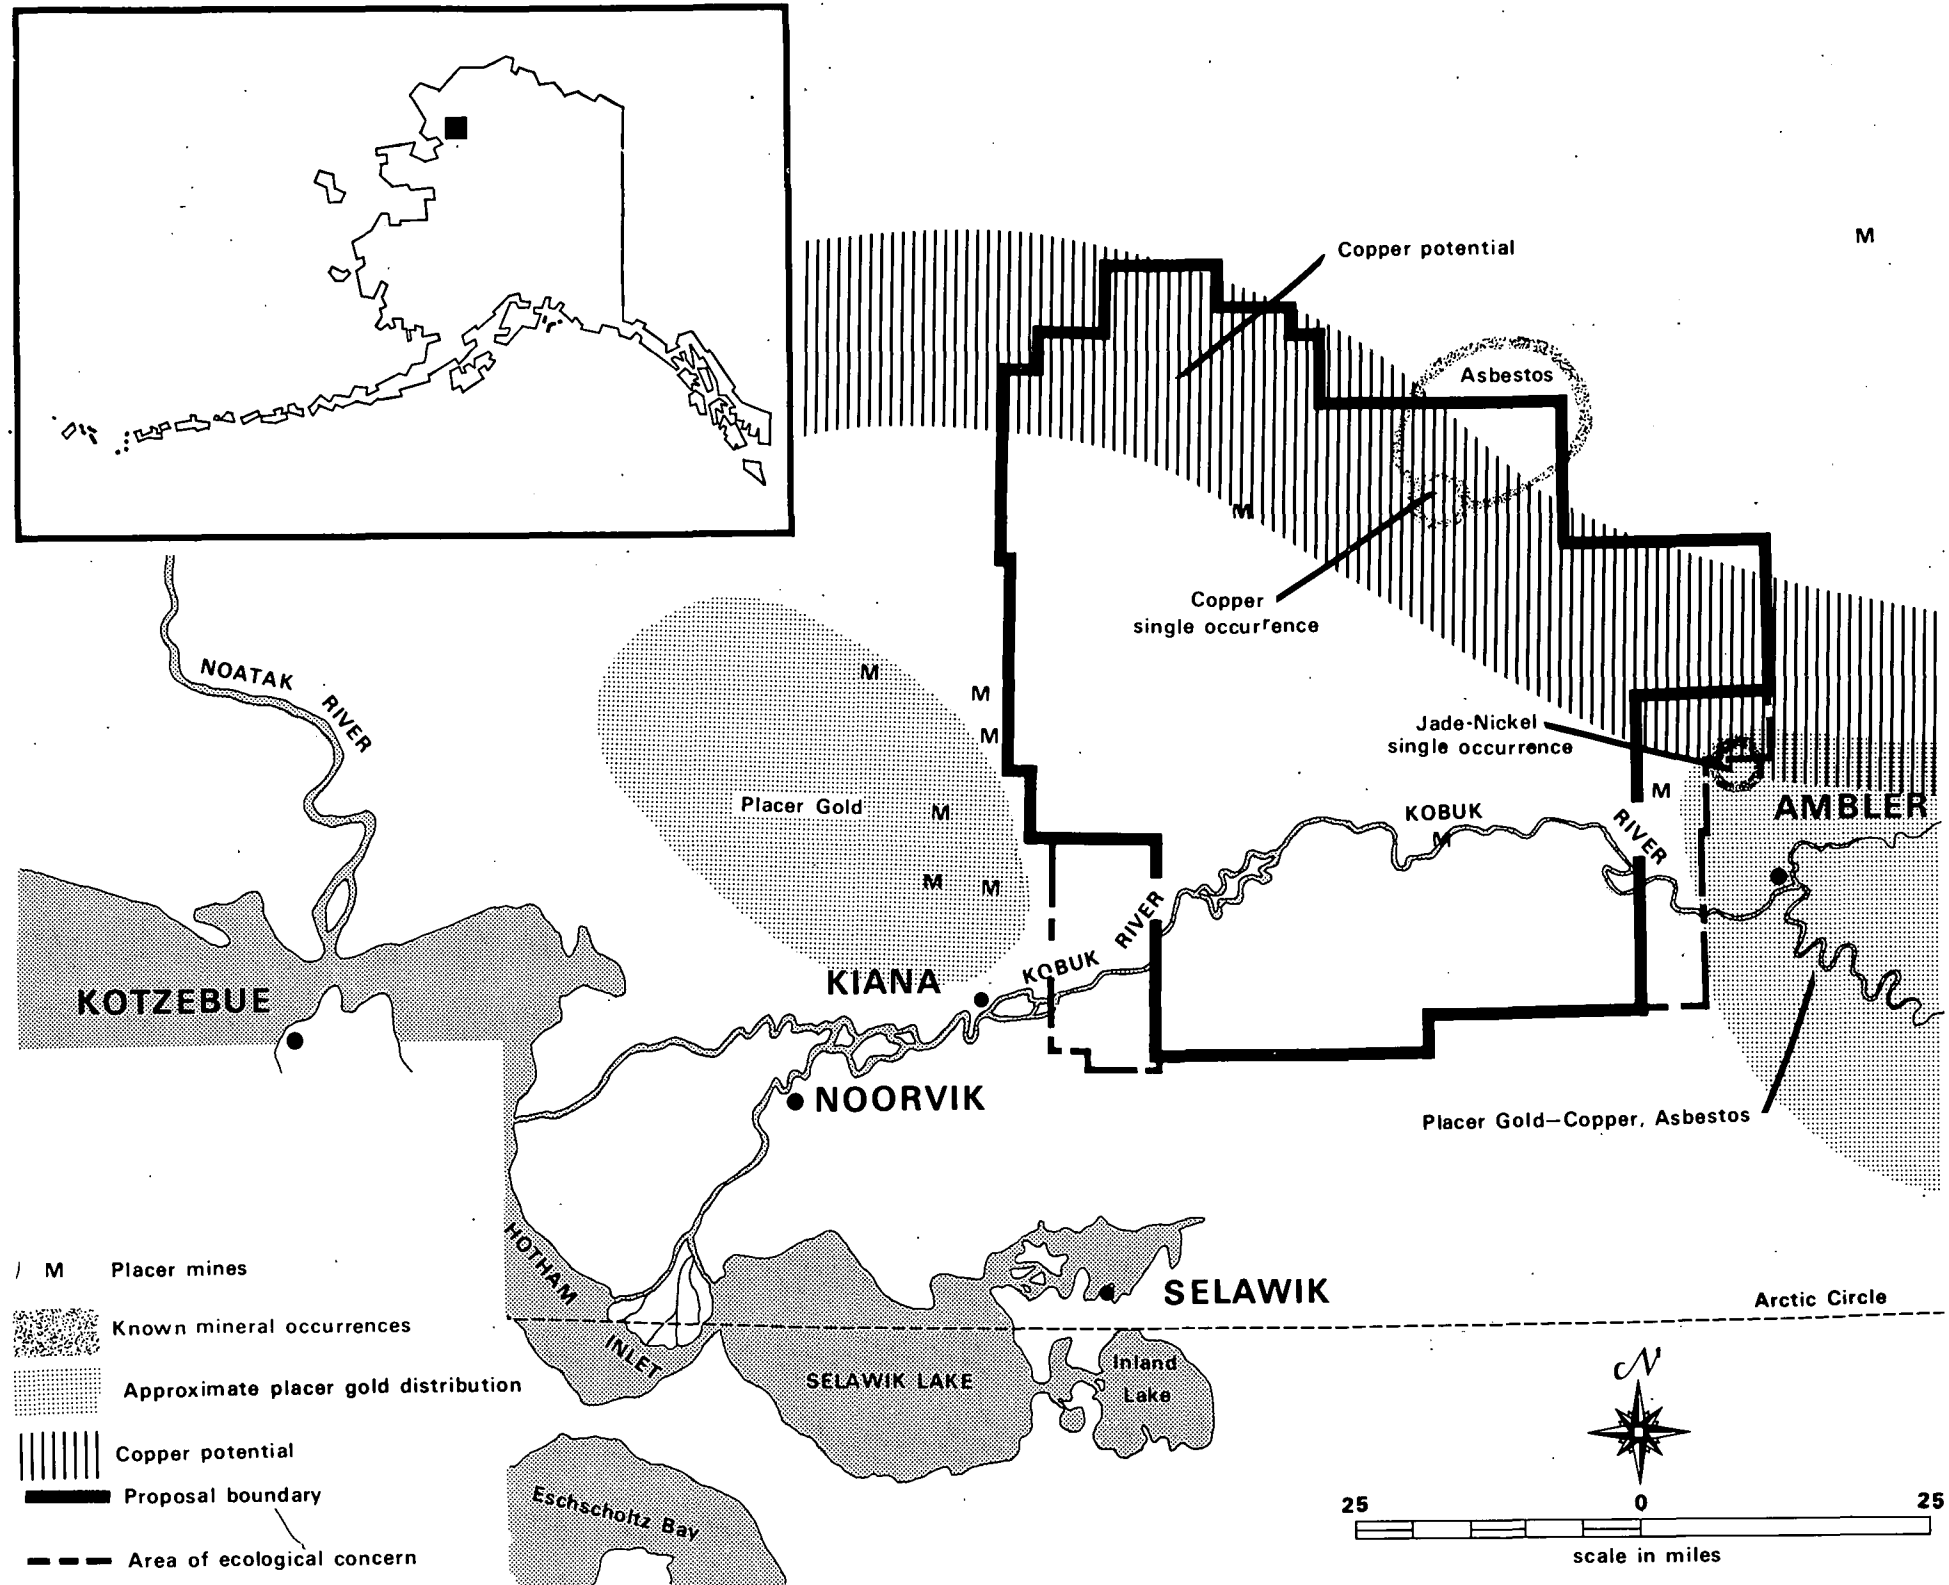 M
Copper potential
Asbestos
M
Copper
single occurrence
NOATAK
RIVER
M
M
M
Jade-Nickel
single occurrence
Placer Gold
M
M
KOBUK
M
RIVER
AMBLER
M
M
RIVER
KOBUK
KIANA
KOTZEBUE
NOORVIK
Placer Gold—Copper, Asbestos
HOTHAM
INLET
SELAWIK
Arctic Circle
SELAWIK LAKE
Inland
Lake
Eschscholtz Bay
M Placer mines
Known mineral occurrences
Approximate placer gold distribution
Copper potential
Proposal boundary
Area of ecological concern
N
25 0 25
scale in miles